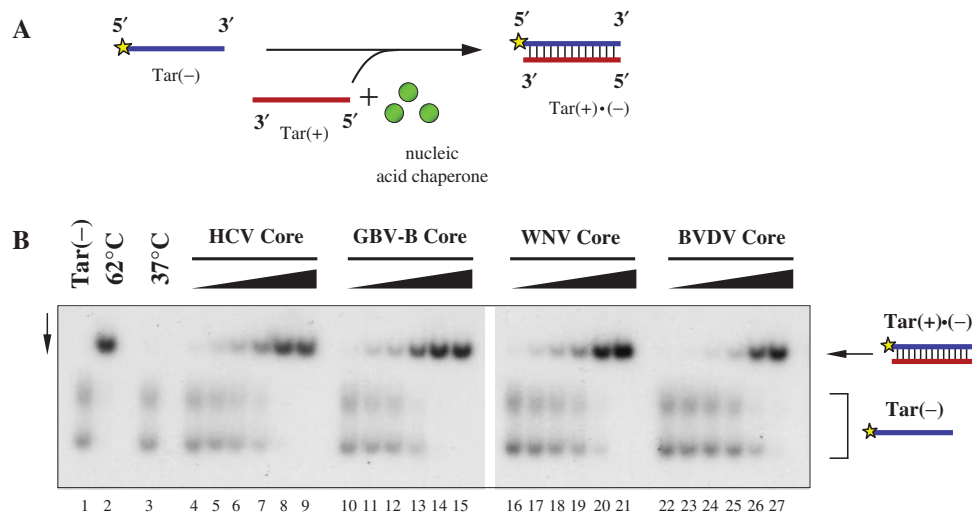 A
5′ 3′
Tar(−)
3′ 5′
Tar(+)
+
nucleic
acid chaperone
5′ 3′
3′ 5′
Tar(+)•(−)
B
Tar(−)
62°C
37°C
HCV Core
GBV-B Core
WNV Core
BVDV Core
Tar(+)•(−)
Tar(−)
1 2 3 4 5 6 7 8 9 10 11 12 13 14 15 16 17 18 19 20 21 22 23 24 25 26 27